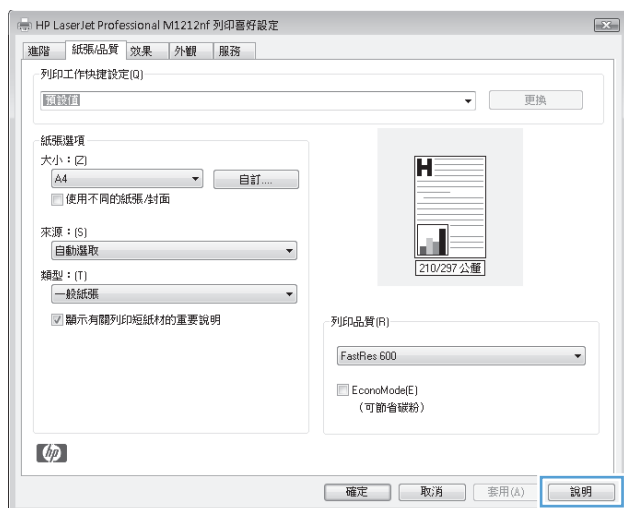 HP LaserJet Professional M1212nf 列印喜好設定
進階 紙張/品質 效果 外觀 服務
列印工作快捷設定(Q)
預設值
更換
紙張選項
大小：(Z)
A4
自訂....
使用不同的紙張/封面
來源：(S)
自動選取
類型：(T)
一般紙張
顯示有關列印短紙材的重要說明
H
210/297 公釐
列印品質(R)
FastRes 600
EconoMode(E)
（可節省碳粉）
hp
確定 取消 套用(A) 說明